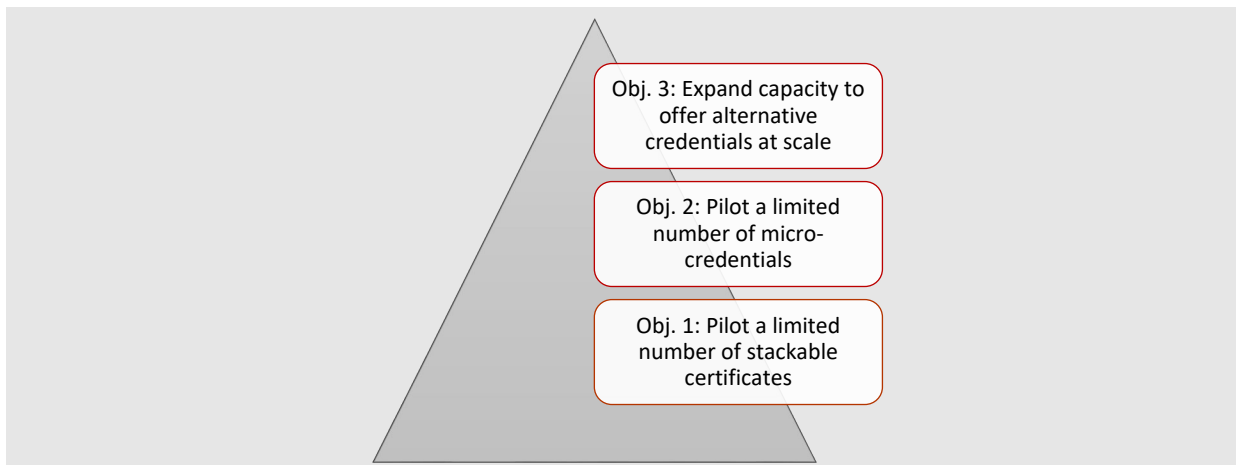 Obj. 3: Expand capacity to
offer alternative
credentials at scale
Obj. 2: Pilot a limited
number of micro-
credentials
Obj. 1: Pilot a limited
number of stackable
certificates